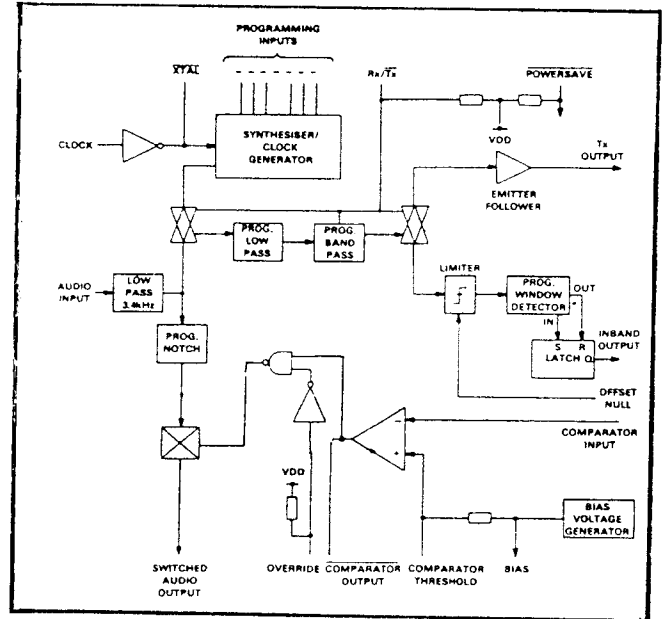 PROGRAMMING
INPUTS
XTAL
Rx/Tx
POWERSAVE
CLOCK
SYNTHESISER/
CLOCK
GENERATOR
VDD
Tx
OUTPUT
EMITTER
FOLLOWER
PROG.
LOW
PASS
PROG.
BAND
PASS
AUDIO
INPUT
LOW
PASS
3.4kHz
LIMITER
PROG.
WINDOW
DETECTOR
OUT
IN
S R
LATCH Q
INBAND
OUTPUT
PROG.
NOTCH
OFFSET
NULL
COMPARATOR
INPUT
-
+
VDD
BIAS
VOLTAGE
GENERATOR
SWITCHED
AUDIO
OUTPUT
OVERRIDE
COMPARATOR
OUTPUT
COMPARATOR
THRESHOLD
BIAS